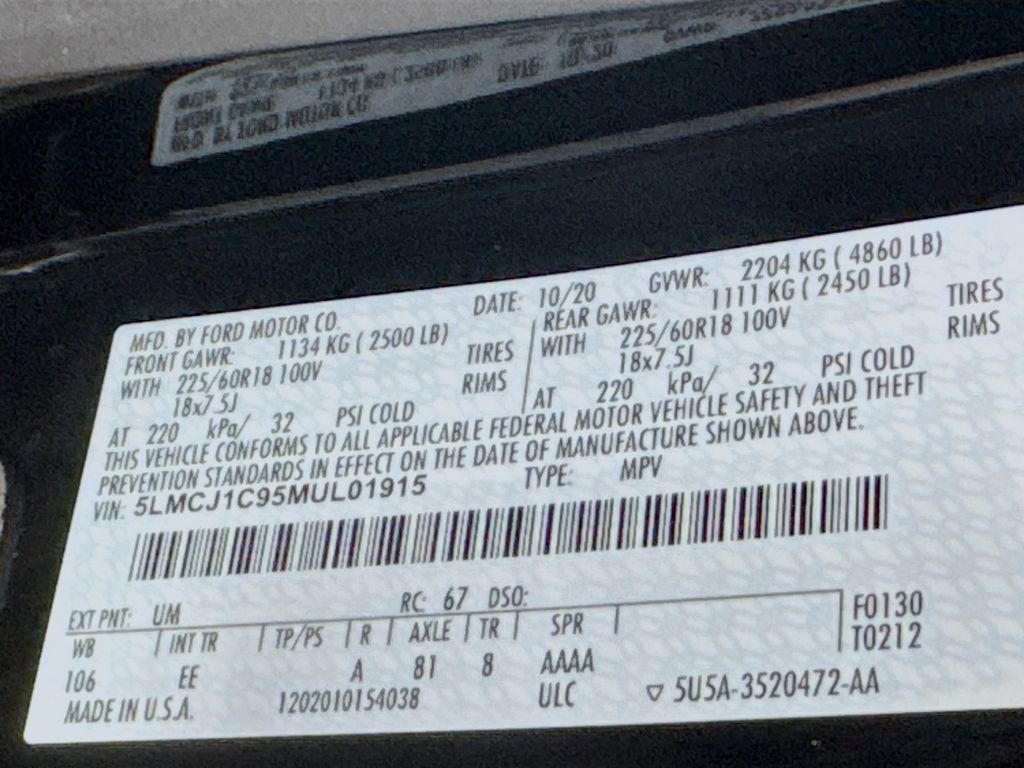 MFD. BY FORD MOTOR CO. DATE: 10/20 GVWR: 2204 KG ( 4860 LB)
FRONT GAWR: 1134 KG ( 2500 LB) REAR GAWR: 1111 KG ( 2450 LB)
WITH 225/60R18 100V TIRES WITH 225/60R18 100V TIRES
18x7.5J RIMS 18x7.5J RIMS
AT 220 kPa/ 32 PSI COLD AT 220 kPa/ 32 PSI COLD
THIS VEHICLE CONFORMS TO ALL APPLICABLE FEDERAL MOTOR VEHICLE SAFETY AND THEFT
PREVENTION STANDARDS IN EFFECT ON THE DATE OF MANUFACTURE SHOWN ABOVE.
VIN: 5LMCJ1C95MUL01915 TYPE: MPV
EXT PNT: UM RC: 67 DSO: F0130
WB INT TR TP/PS R AXLE TR SPR T0212
106 EE A 81 8 AAAA
MADE IN U.S.A. 1202010154038 ULC ▽ 5U5A-3520472-AA